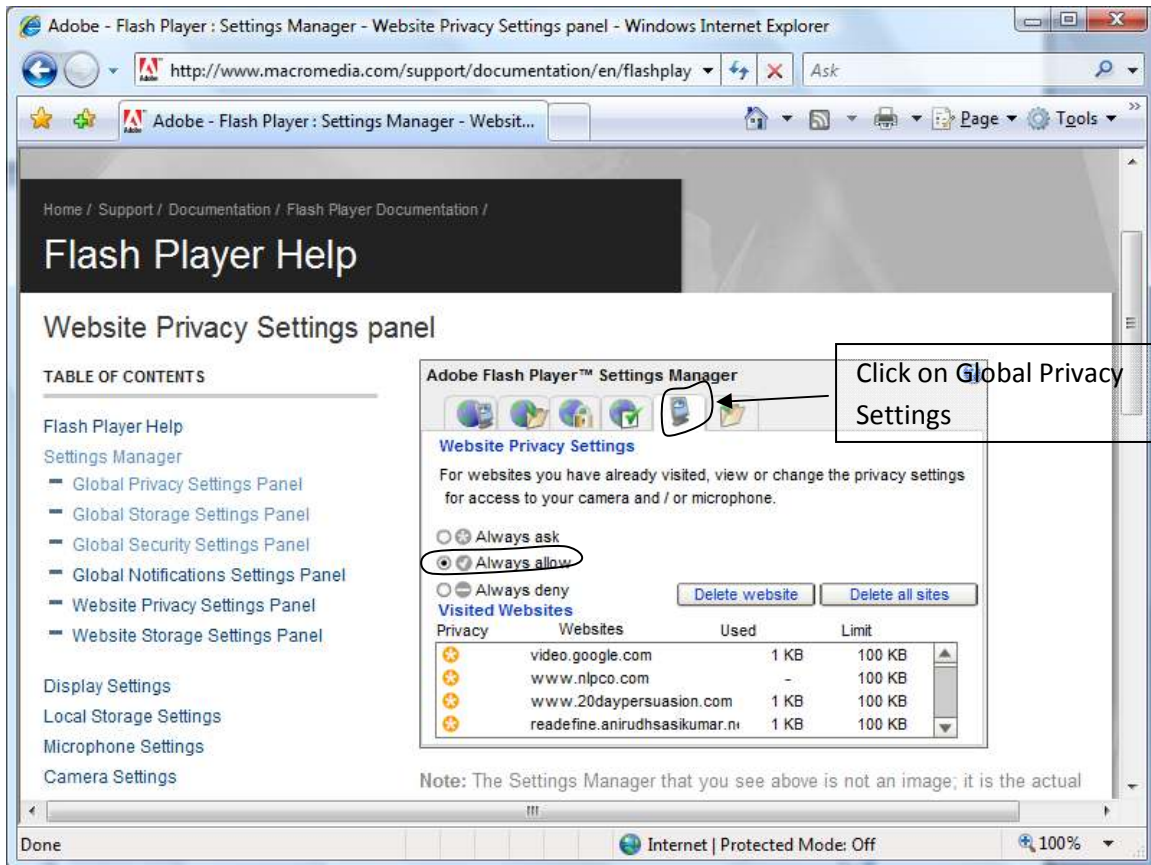 Adobe - Flash Player : Settings Manager - Website Privacy Settings panel - Windows Internet Explorer
http://www.macromedia.com/support/documentation/en/flashplay
Ask
Adobe - Flash Player : Settings Manager - Websit...
Page
Tools
Home / Support / Documentation / Flash Player Documentation /
Flash Player Help
Website Privacy Settings panel
TABLE OF CONTENTS
Flash Player Help
Settings Manager
Global Privacy Settings Panel
Global Storage Settings Panel
Global Security Settings Panel
Global Notifications Settings Panel
Website Privacy Settings Panel
Website Storage Settings Panel
Display Settings
Local Storage Settings
Microphone Settings
Camera Settings
Adobe Flash Player™ Settings Manager
Click on Global Privacy
Settings
Website Privacy Settings
For websites you have already visited, view or change the privacy settings
for access to your camera and / or microphone.
Always ask
Always allow
Always deny
Delete website
Delete all sites
Visited Websites
Privacy Websites Used Limit
video.google.com 1 KB 100 KB
www.nlpco.com - 100 KB
www.20daypersuasion.com 1 KB 100 KB
readefine.anirudhsasikumar.ne 1 KB 100 KB
Note: The Settings Manager that you see above is not an image; it is the actual
Done
Internet | Protected Mode: Off
100%